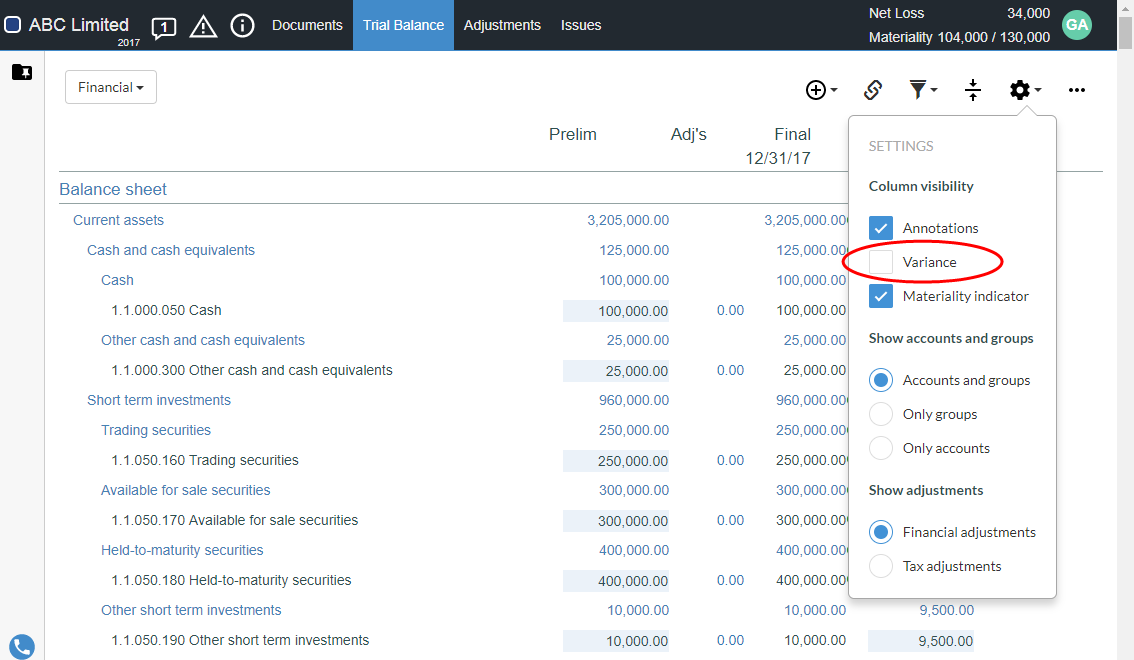 ABC Limited
2017
1
Documents
Trial Balance
Adjustments
Issues
Net Loss 34,000
Materiality 104,000 / 130,000
GA
Financial
Prelim Adj's Final
12/31/17
Balance sheet
Current assets 3,205,000.00 3,205,000.00
Cash and cash equivalents 125,000.00 125,000.00
Cash 100,000.00 100,000.00
1.1.000.050 Cash 100,000.00 0.00 100,000.00
Other cash and cash equivalents 25,000.00 25,000.00
1.1.000.300 Other cash and cash equivalents 25,000.00 0.00 25,000.00
Short term investments 960,000.00 960,000.00
Trading securities 250,000.00 250,000.00
1.1.050.160 Trading securities 250,000.00 0.00 250,000.00
Available for sale securities 300,000.00 300,000.00
1.1.050.170 Available for sale securities 300,000.00 0.00 300,000.00
Held-to-maturity securities 400,000.00 400,000.00
1.1.050.180 Held-to-maturity securities 400,000.00 0.00 400,000.00
Other short term investments 10,000.00 10,000.00 9,500.00
1.1.050.190 Other short term investments 10,000.00 0.00 10,000.00 9,500.00
SETTINGS
Column visibility
Annotations
Variance
Materiality indicator
Show accounts and groups
Accounts and groups
Only groups
Only accounts
Show adjustments
Financial adjustments
Tax adjustments